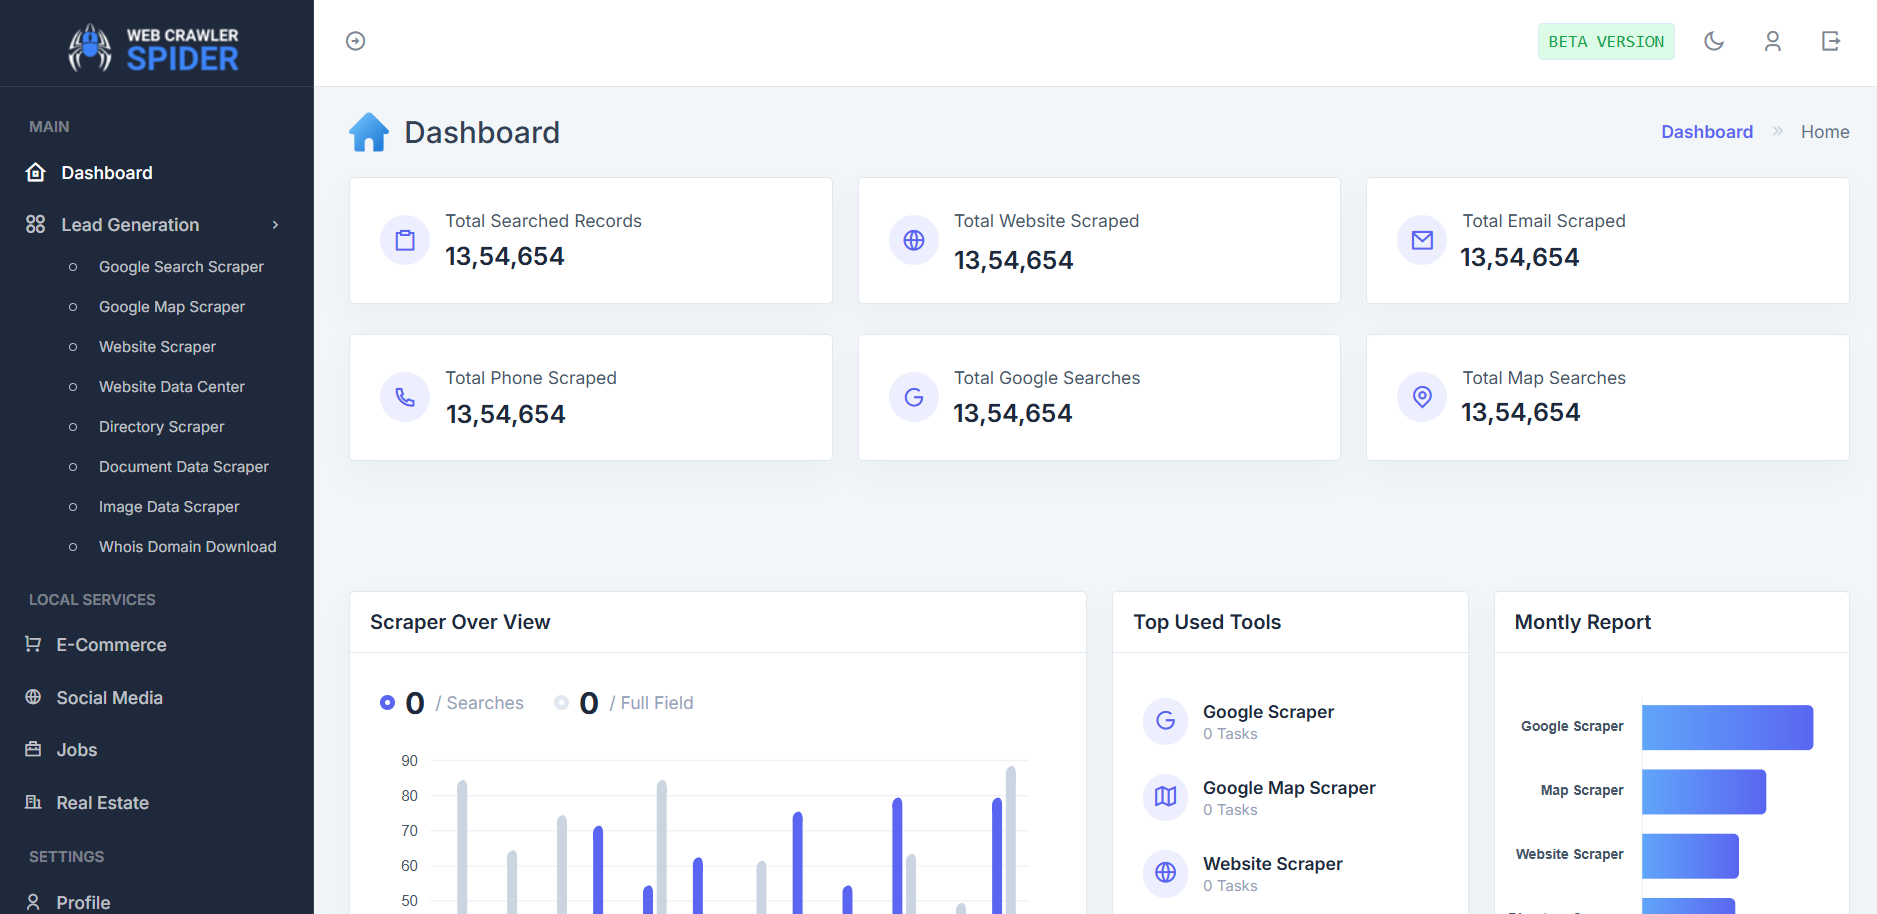 WEB CRAWLER
SPIDER
BETA VERSION
MAIN
Dashboard
Lead Generation
Google Search Scraper
Google Map Scraper
Website Scraper
Website Data Center
Directory Scraper
Document Data Scraper
Image Data Scraper
Whois Domain Download
LOCAL SERVICES
E-Commerce
Social Media
Jobs
Real Estate
SETTINGS
Profile
Dashboard
Dashboard » Home
Total Searched Records
13,54,654
Total Website Scraped
13,54,654
Total Email Scraped
13,54,654
Total Phone Scraped
13,54,654
Total Google Searches
13,54,654
Total Map Searches
13,54,654
Scraper Over View
0 / Searches
0 / Full Field
90
80
70
60
50
Top Used Tools
Google Scraper
0 Tasks
Google Map Scraper
0 Tasks
Website Scraper
0 Tasks
Montly Report
Google Scraper
Map Scraper
Website Scraper